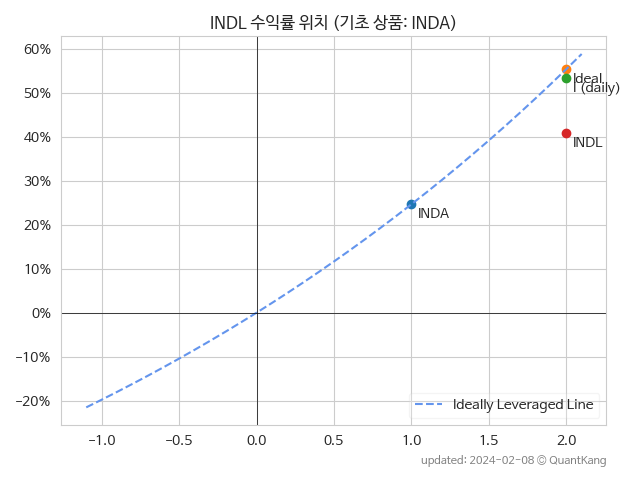 INDL 수익률 위치 (기초 상품: INDA)
60%
50%
40%
30%
20%
10%
0%
−10%
−20%
Ideal
(daily)
INDL
INDA
Ideally Leveraged Line
−1.0
−0.5
0.0
0.5
1.0
1.5
2.0
updated: 2024-02-08 © QuantKang